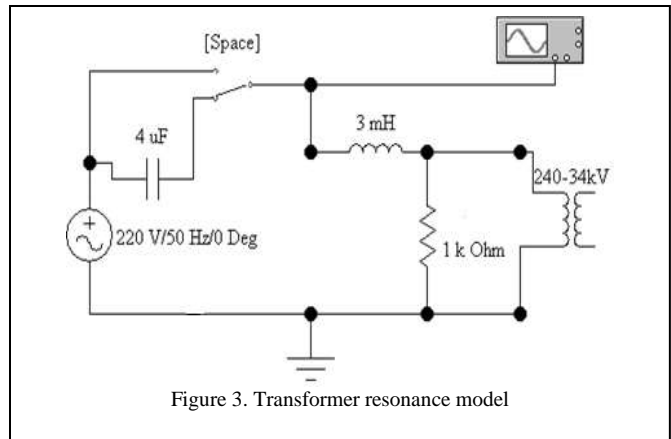 [Space]
4 uF
3 mH
240-34kV
220 V/50 Hz/0 Deg
1 k Ohm
Figure 3. Transformer resonance model